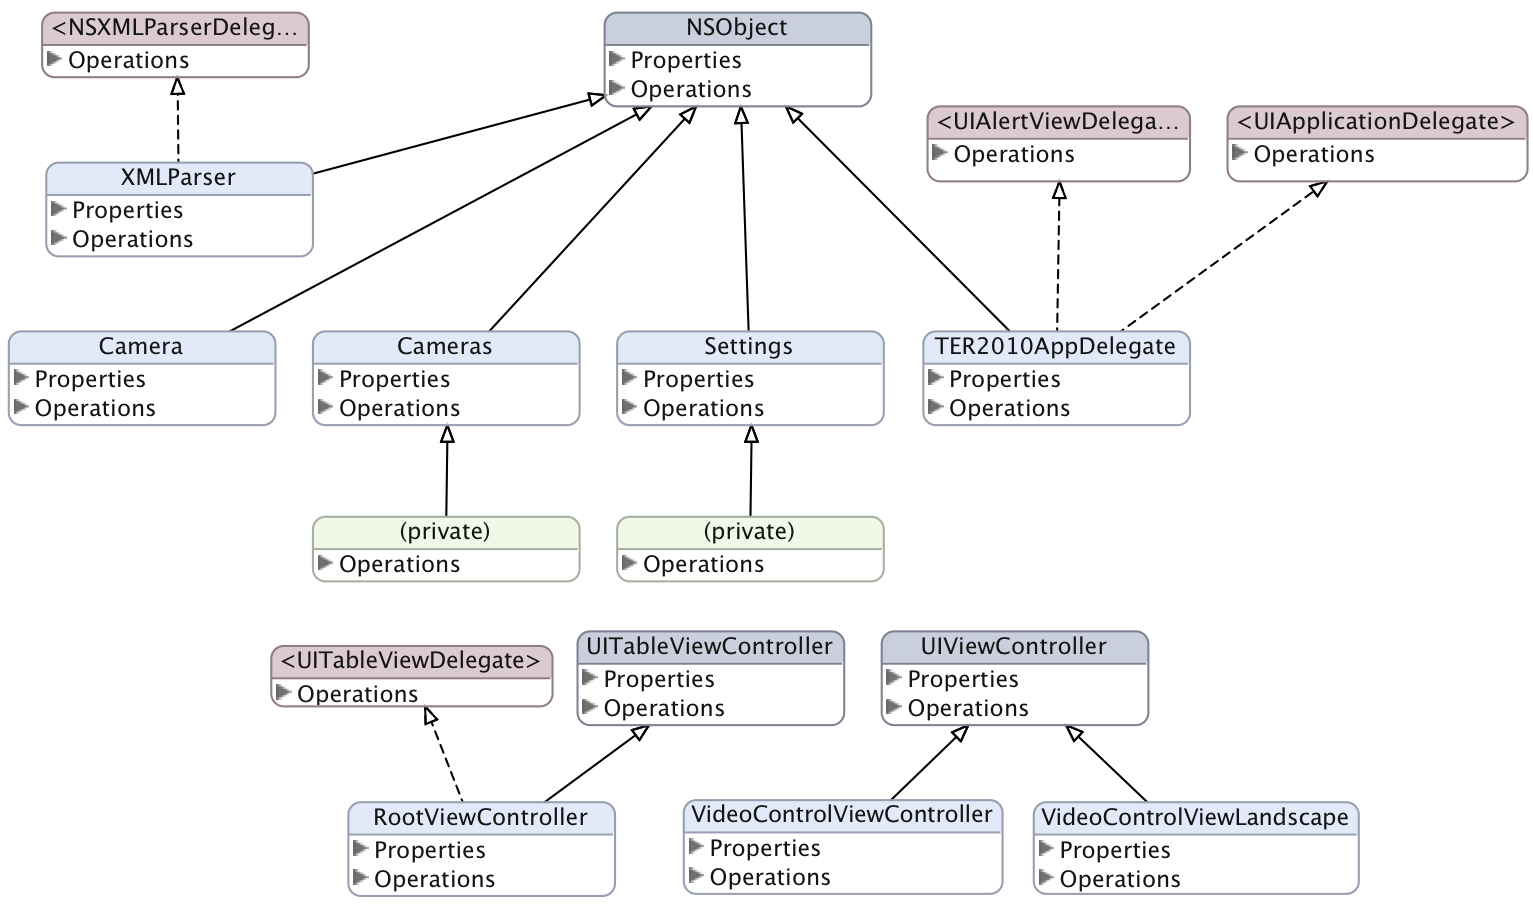 <NSXMLParserDeleg...
Operations
NSObject
Properties
Operations
<UIAlertViewDelega...
Operations
<UIApplicationDelegate>
Operations
XMLParser
Properties
Operations
Camera
Properties
Operations
Cameras
Properties
Operations
Settings
Properties
Operations
TER2010AppDelegate
Properties
Operations
(private)
Operations
(private)
Operations
<UITableViewDelegate>
Operations
UITableViewController
Properties
Operations
UIViewController
Properties
Operations
RootViewController
Properties
Operations
VideoControlViewController
Properties
Operations
VideoControlViewLandscape
Properties
Operations